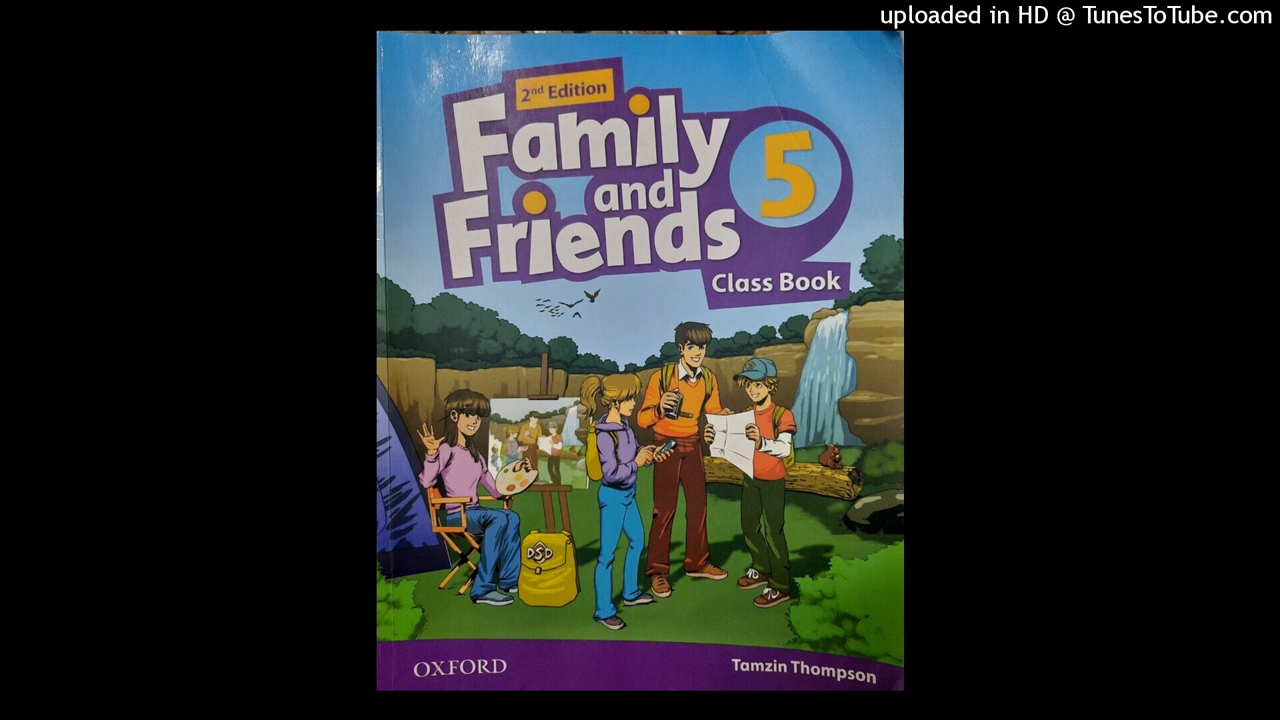 uploaded in HD @ TunesToTube.com
2nd Edition
Family
and
Friends
5
Class Book
DSD
OXFORD
Tamzin Thompson